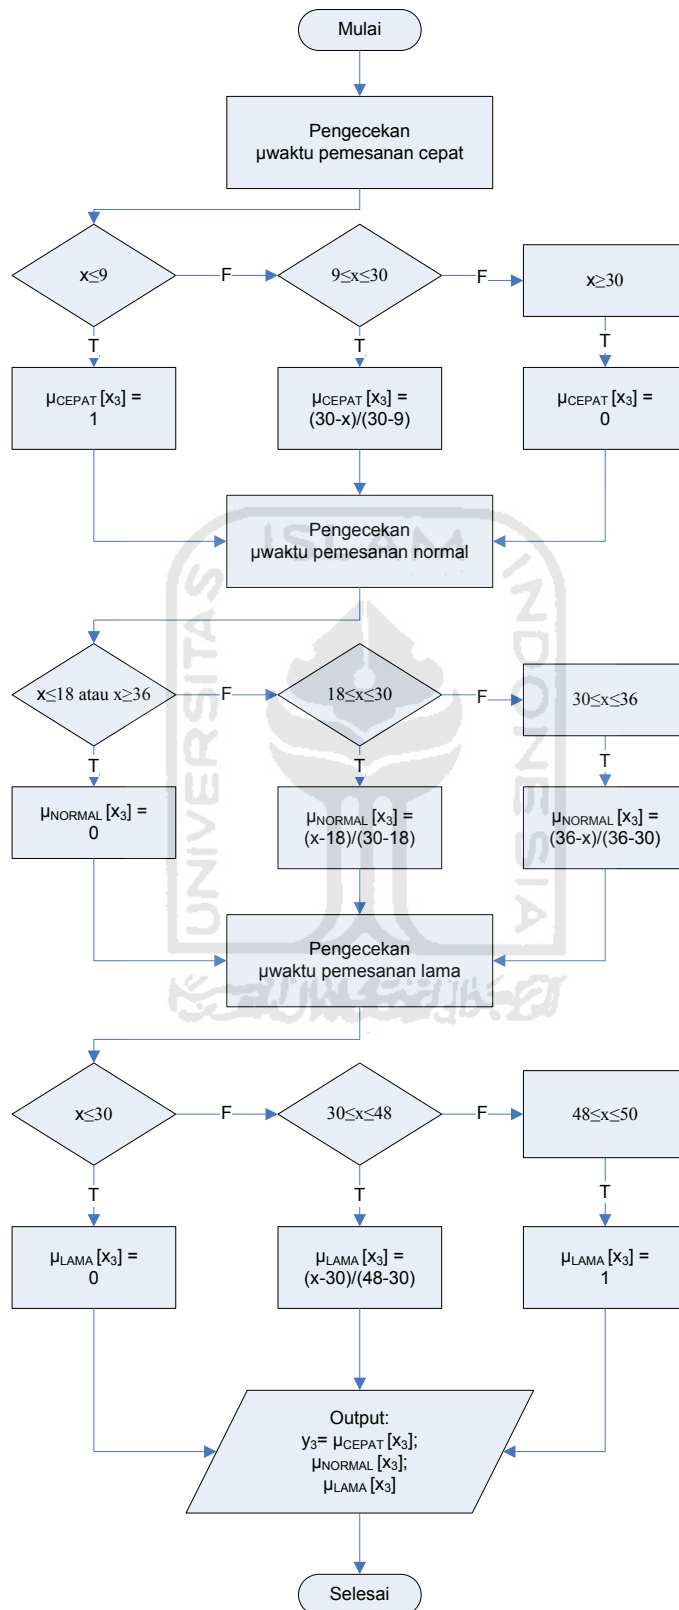 Mulai
Pengecekan
μwaktu pemesanan cepat
x≤9
F
9≤x≤30
F
x≥30
T
T
T
μCEPAT [x3] =
1
μCEPAT [x3] =
(30-x)/(30-9)
μCEPAT [x3] =
0
Pengecekan
μwaktu pemesanan normal
x≤18 atau x≥36
F
18≤x≤30
F
30≤x≤36
T
T
T
μNORMAL [x3] =
0
μNORMAL [x3] =
(x-18)/(30-18)
μNORMAL [x3] =
(36-x)/(36-30)
Pengecekan
μwaktu pemesanan lama
x≤30
F
30≤x≤48
F
48≤x≤50
T
T
T
μLAMA [x3] =
0
μLAMA [x3] =
(x-30)/(48-30)
μLAMA [x3] =
1
Output:
y3= μCEPAT [x3];
μNORMAL [x3];
μLAMA [x3]
Selesai
UNIVERSITAS
ISLAM
INDONESIA